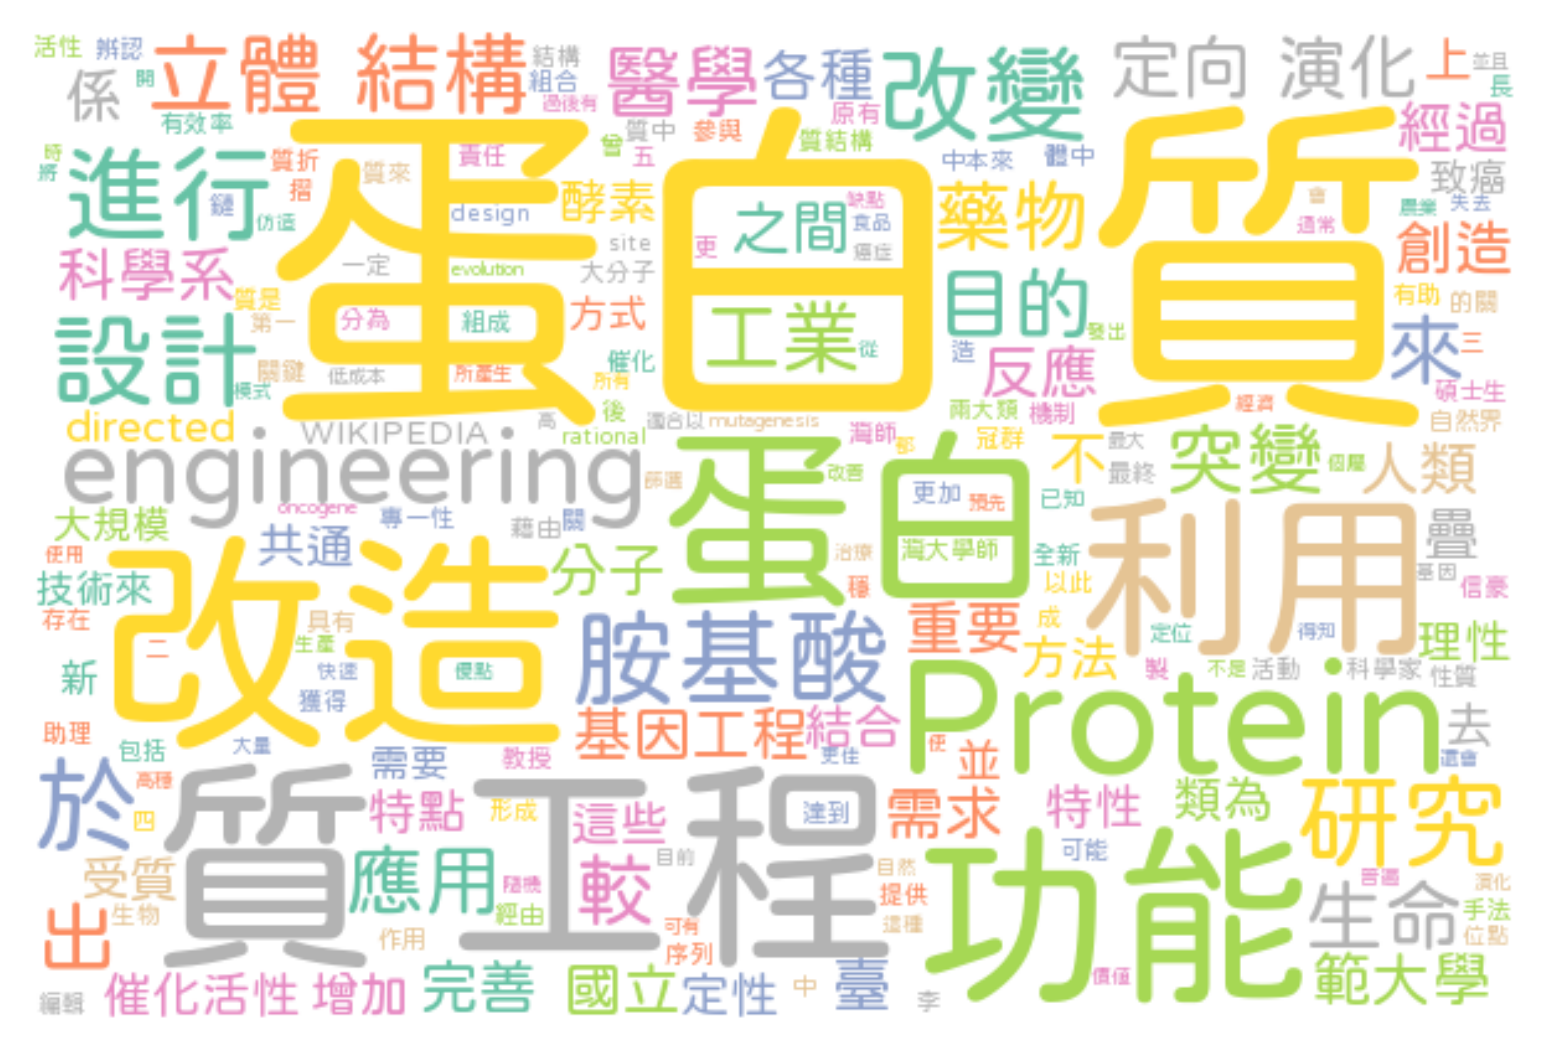 活性
辨認
係
開
立體 結構
結構
組合
過後有
醫學
各種
原有
改變
定向 演化
上
並且
長
有效率
時
將
進行
質折
摺
質來
鏈
仿造
責任
design
蛋白質
曾
五
質中
參與
質結構
酵素
site
大分子
之間
缺點
食品
癌症
更
中本來
體中
藥物
會
通常
經過
致癌
農業
失去
創造
科學系
質是
一定
evolution
第一
分為
組成
方式
工業
從
目的
發出
有助
的關
設計
關鍵
模式
低成本
所產生
催化
所有
後
造
反應
來
三
碩士生
directed
WIKIPEDIA
高
rational
適合以
mutagenesis
灣師
都
兩大類
機制
冠群
經濟
自然界
engineering
篩選
oncogene
蛋白
改善
更加
預先
灣大學師
不
最大
最終
已知
突變
個層
人類
大規模
共通
專一性
藉由
關
使用
技術來
存在
改造
分子
治療
穩
全新
以此
利用
疊
基因
信豪
二
具有
生產
快速
優點
獲得
新
胺基酸
重要
成
方法
定位
得知
製
不是
活動
科學家
理性
性質
助理
包括
大量
需要
教授
基因工程
結合
更佳
Protein
使
並
去
還會
於
高穩
四
質工程
特點
形成
這些
達到
需求
特性
類為
研究
可能
目前
受質
生物
應用
隨機
經由
較
自然
提供
這種
功能
普遍
演化
生命
手法
位點
出
作用
可有
序列
編輯
催化活性
增加
完善
國立
定性
中
臺
李
價值
範大學